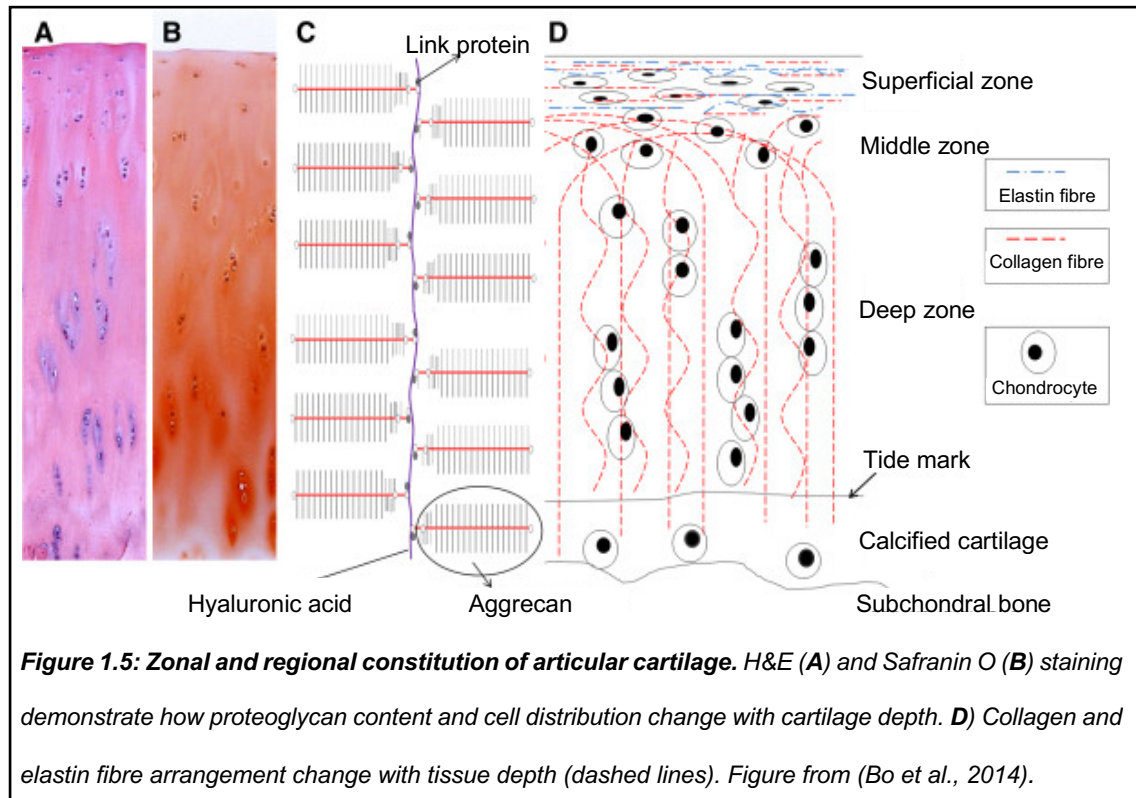 A
B
C
D
Link protein
Superficial zone
Middle zone
Elastin fibre
Collagen fibre
Deep zone
Chondrocyte
Tide mark
Calcified cartilage
Hyaluronic acid
Aggrecan
Subchondral bone
Figure 1.5: Zonal and regional constitution of articular cartilage. H&E (A) and Safranin O (B) staining
demonstrate how proteoglycan content and cell distribution change with cartilage depth. D) Collagen and
elastin fibre arrangement change with tissue depth (dashed lines). Figure from (Bo et al., 2014).